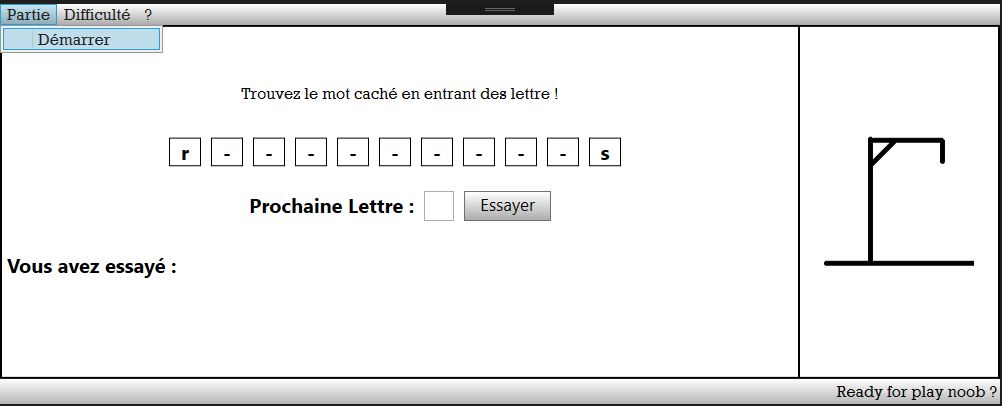 Partie Difficulté ?
Démarrer
Trouvez le mot caché en entrant des lettre !
r - - - - - - - - - s
Prochaine Lettre : Essayer
Vous avez essayé :
Ready for play noob ?